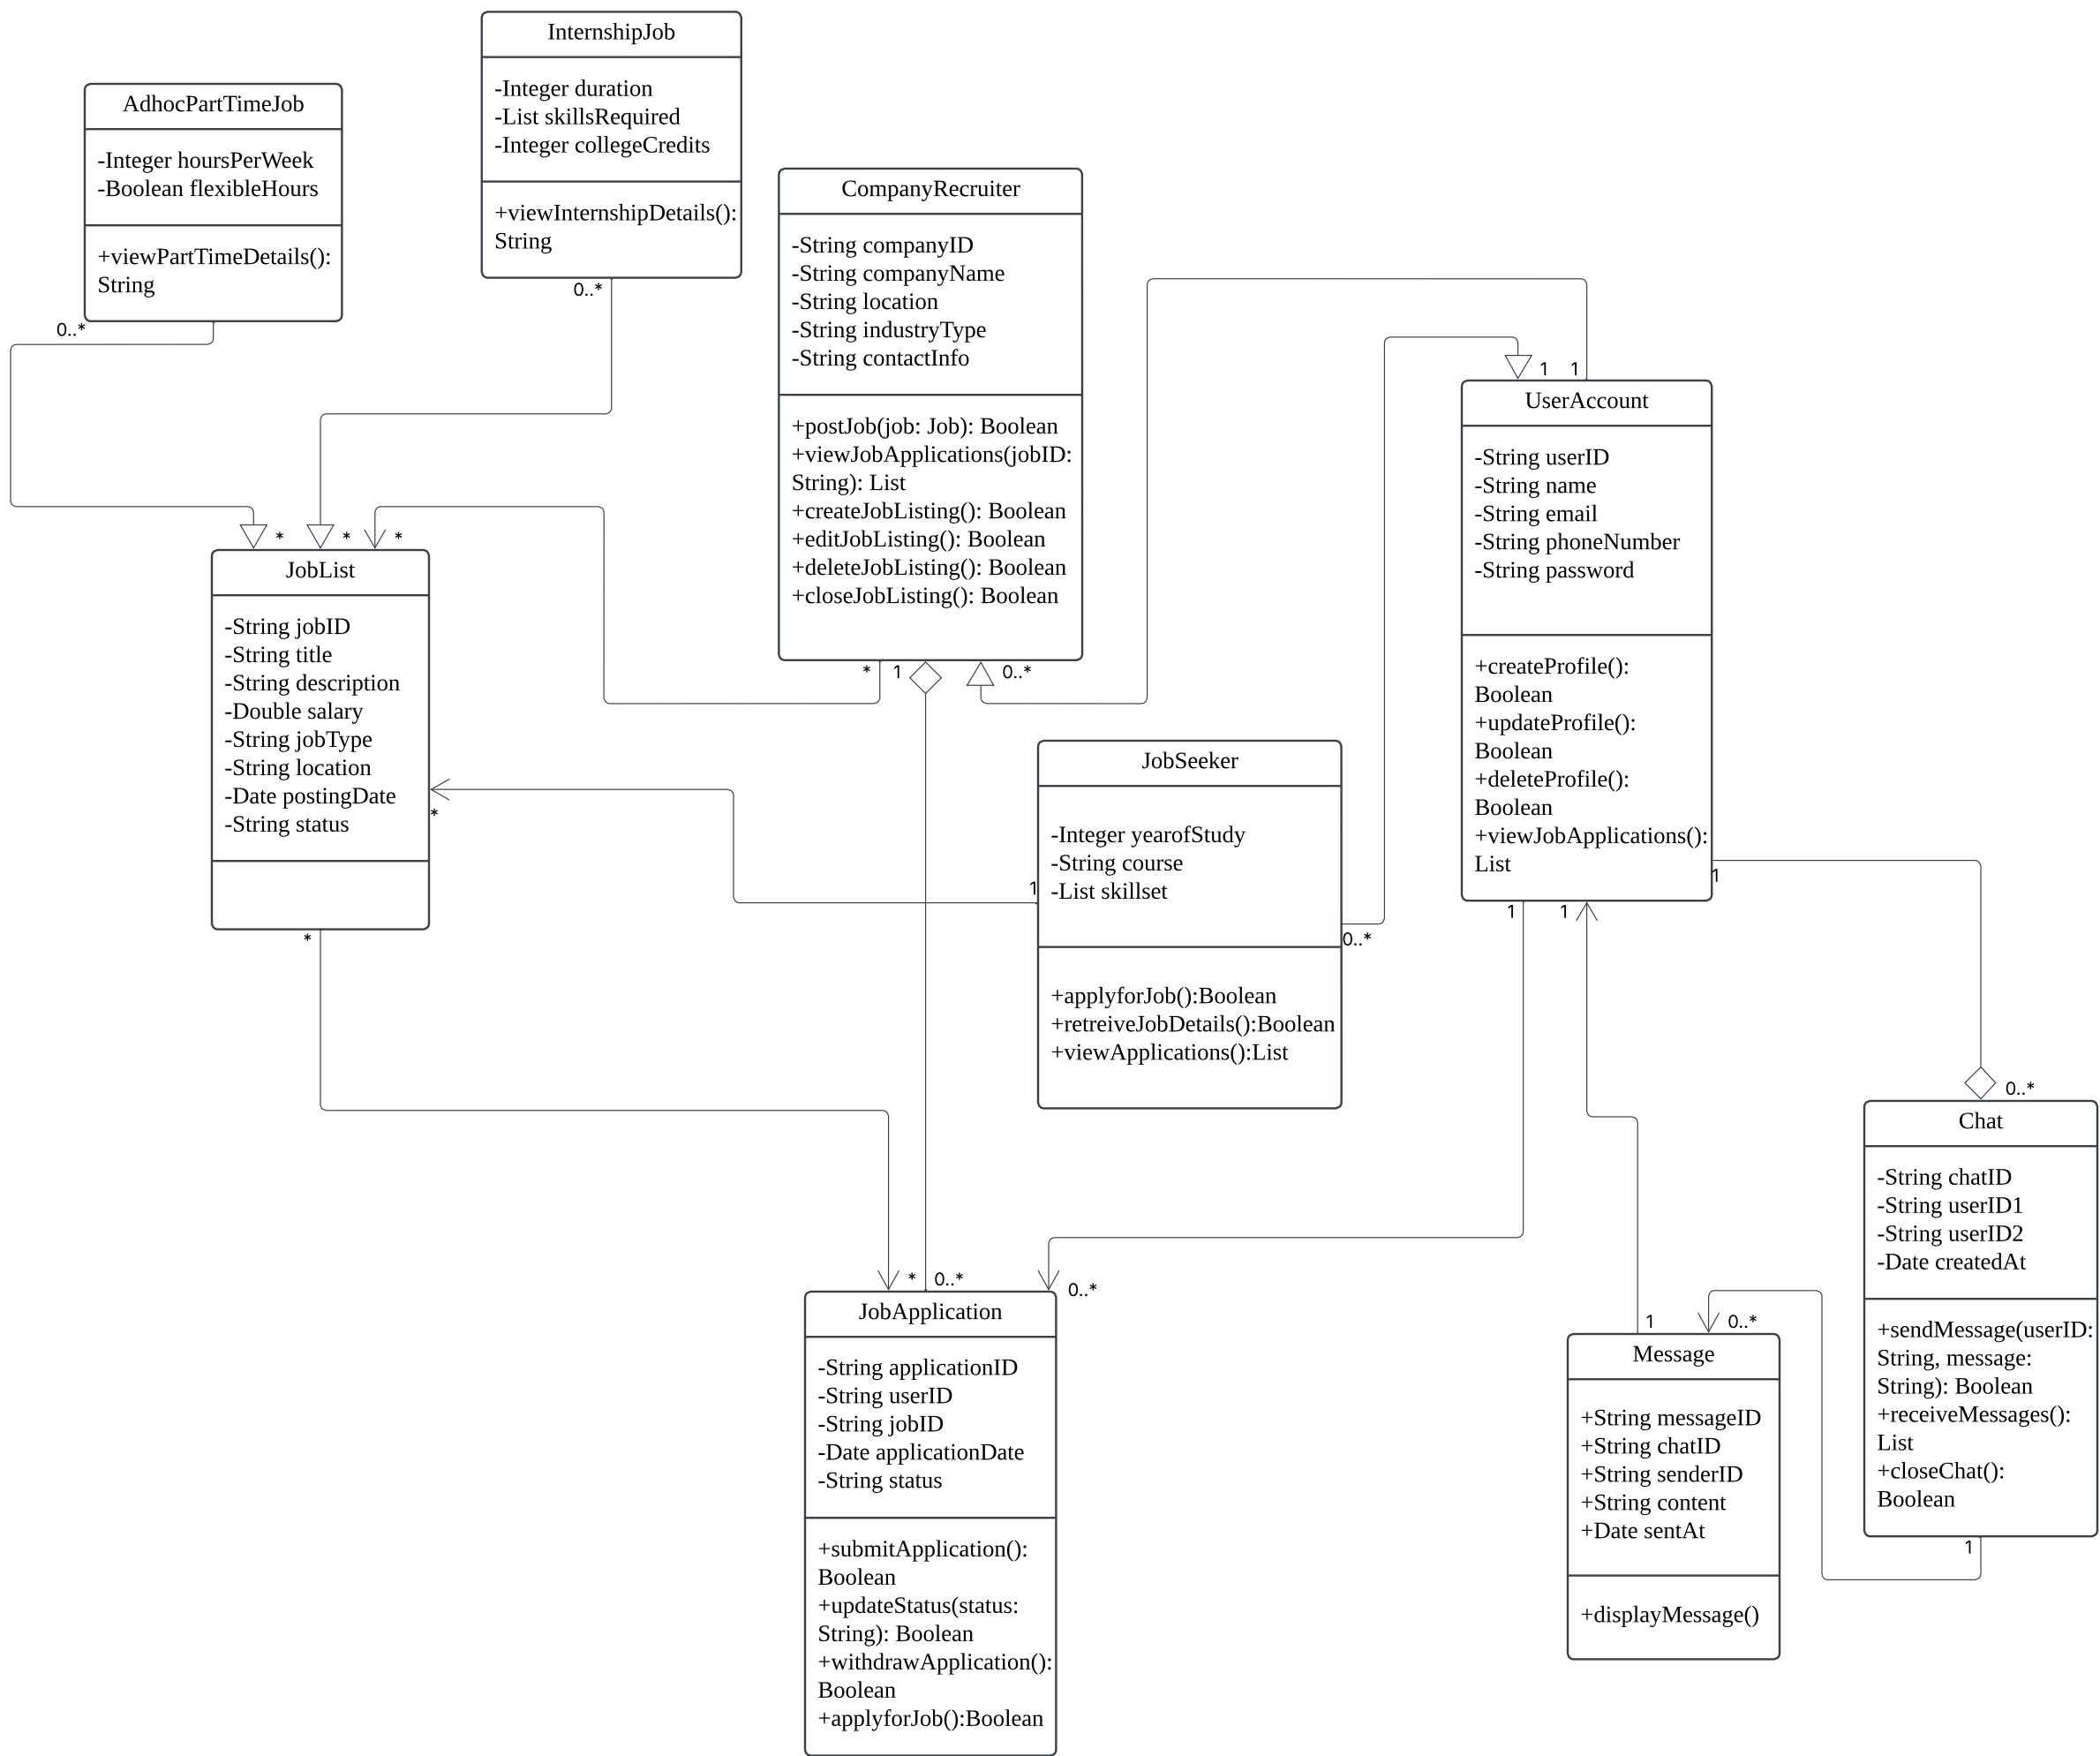 InternshipJob
-Integer duration
-List skillsRequired
-Integer collegeCredits
+viewInternshipDetails():
String
0..*
AdhocPartTimeJob
-Integer hoursPerWeek
-Boolean flexibleHours
+viewPartTimeDetails():
String
0..*
CompanyRecruiter
-String companyID
-String companyName
-String location
-String industryType
-String contactInfo
+postJob(job: Job): Boolean
+viewJobApplications(jobID:
String): List
+createJobListing(): Boolean
+editJobListing(): Boolean
+deleteJobListing(): Boolean
+closeJobListing(): Boolean
*
1
0..*
1
1
UserAccount
-String userID
-String name
-String email
-String phoneNumber
-String password
+createProfile():
Boolean
+updateProfile():
Boolean
+deleteProfile():
Boolean
+viewJobApplications():
List
1
1
1
*
*
*
JobList
-String jobID
-String title
-String description
-Double salary
-String jobType
-String location
-Date postingDate
-String status
*
*
JobSeeker
-Integer yearofStudy
-String course
-List skillset
+applyforJob():Boolean
+retreiveJobDetails():Boolean
+viewApplications():List
1
0..*
0..*
Chat
-String chatID
-String userID1
-String userID2
-Date createdAt
+sendMessage(userID:
String, message:
String): Boolean
+receiveMessages():
List
+closeChat():
Boolean
1
*
0..*
0..*
JobApplication
-String applicationID
-String userID
-String jobID
-Date applicationDate
-String status
+submitApplication():
Boolean
+updateStatus(status:
String): Boolean
+withdrawApplication():
Boolean
+applyforJob():Boolean
1
0..*
Message
+String messageID
+String chatID
+String senderID
+String content
+Date sentAt
+displayMessage()